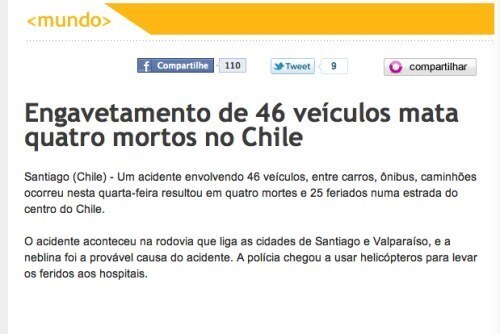 <mundo>
Compartilhe 110 Tweet 9 compartilhar
Engavetamento de 46 veículos mata
quatro mortos no Chile
Santiago (Chile) - Um acidente envolvendo 46 veículos, entre carros, ônibus, caminhões
ocorreu nesta quarta-feira resultou em quatro mortes e 25 feriados numa estrada do
centro do Chile.
O acidente aconteceu na rodovia que liga as cidades de Santiago e Valparaíso, e a
neblina foi a provável causa do acidente. A polícia chegou a usar helicópteros para levar
os feridos aos hospitais.